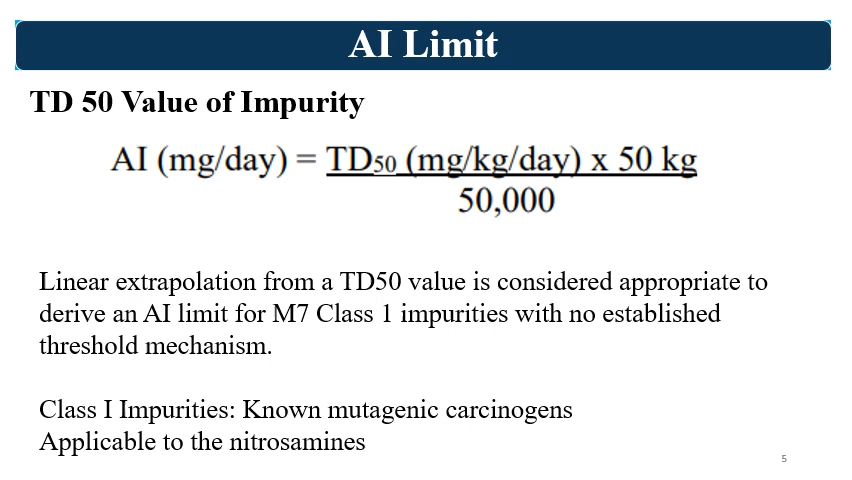 AI Limit
TD 50 Value of Impurity
AI (mg/day) = TD50 (mg/kg/day) x 50 kg
50,000
Linear extrapolation from a TD50 value is considered appropriate to
derive an AI limit for M7 Class 1 impurities with no established
threshold mechanism.
Class I Impurities: Known mutagenic carcinogens
Applicable to the nitrosamines
5